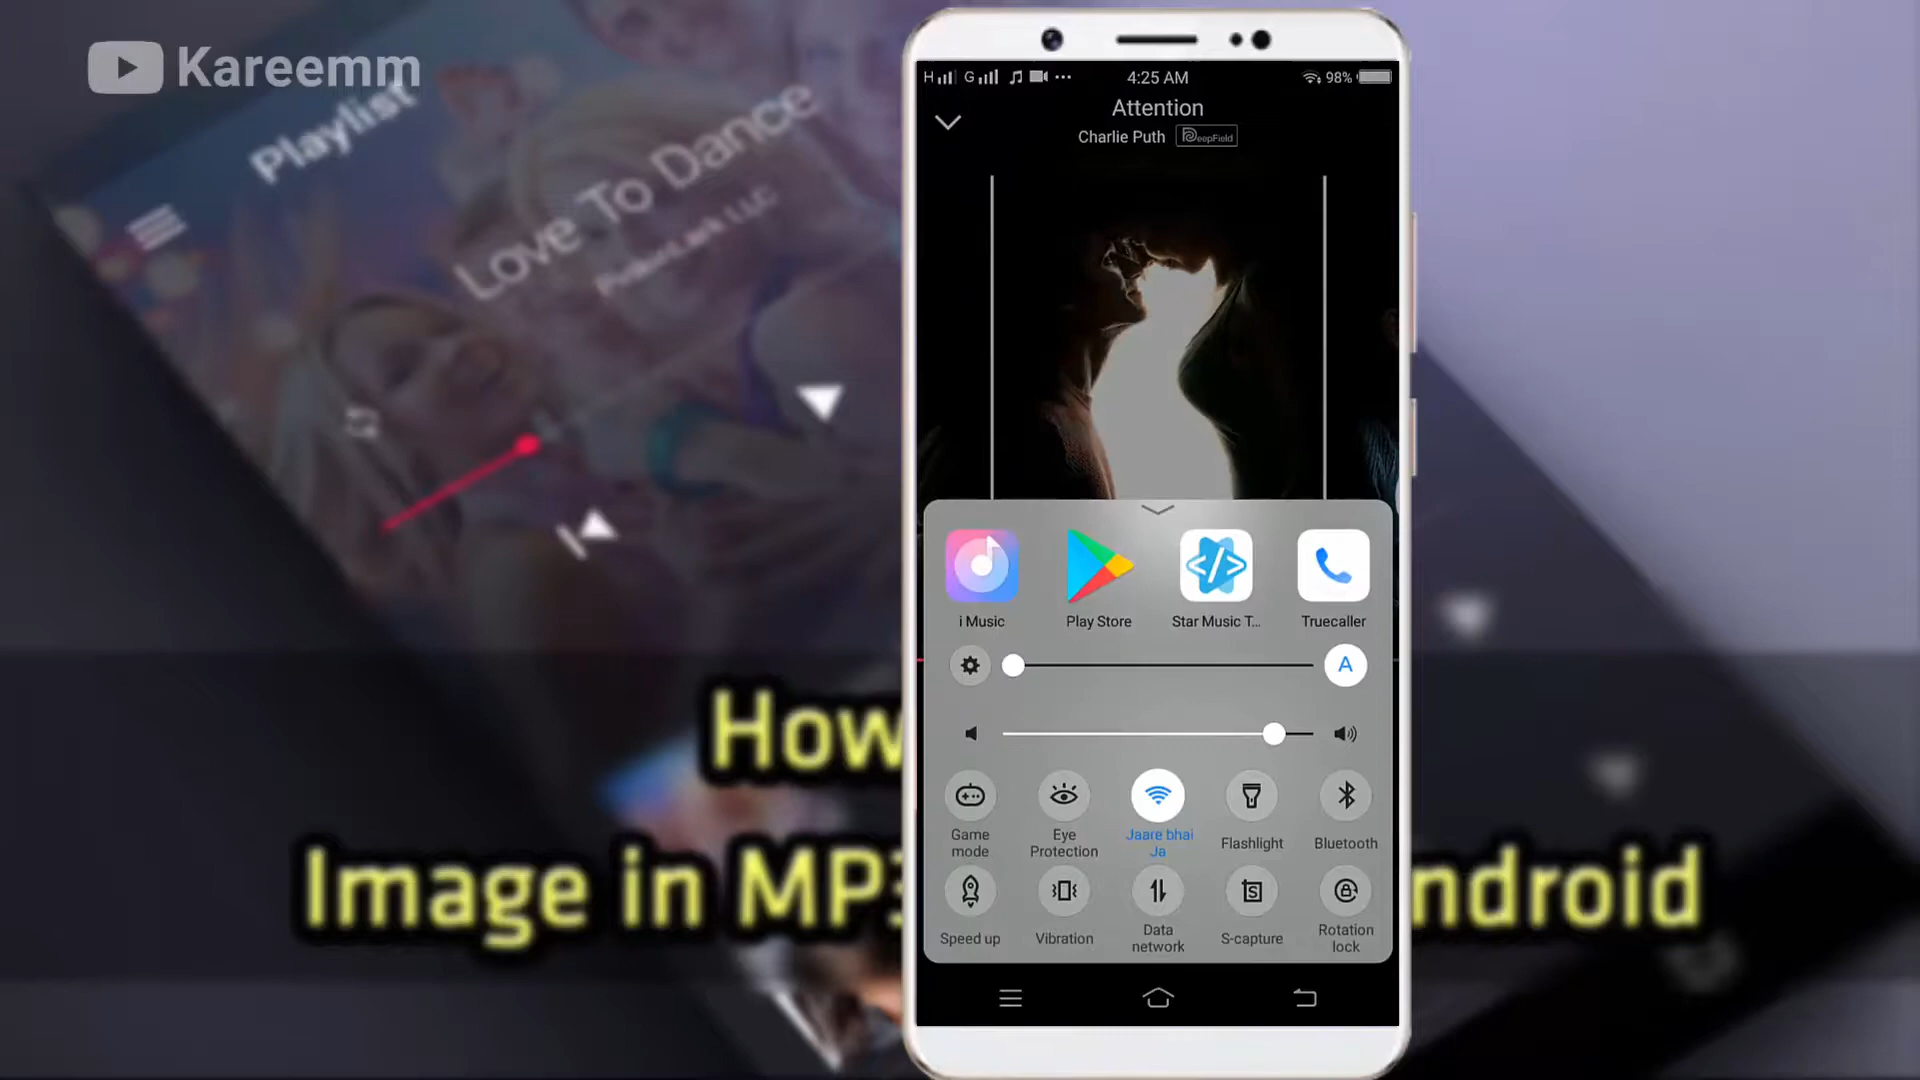 Kareemm
Playlist
Love To Dance
H G 4:25 AM 98%
Attention
Charlie Puth DeepField
i Music Play Store Star Music T... Truecaller
A
Game mode
Eye Protection
Jaare bhai Ja
Flashlight
Bluetooth
Speed up
Vibration
Data network
S-capture
Rotation lock
How
Image in MP3 ndroid